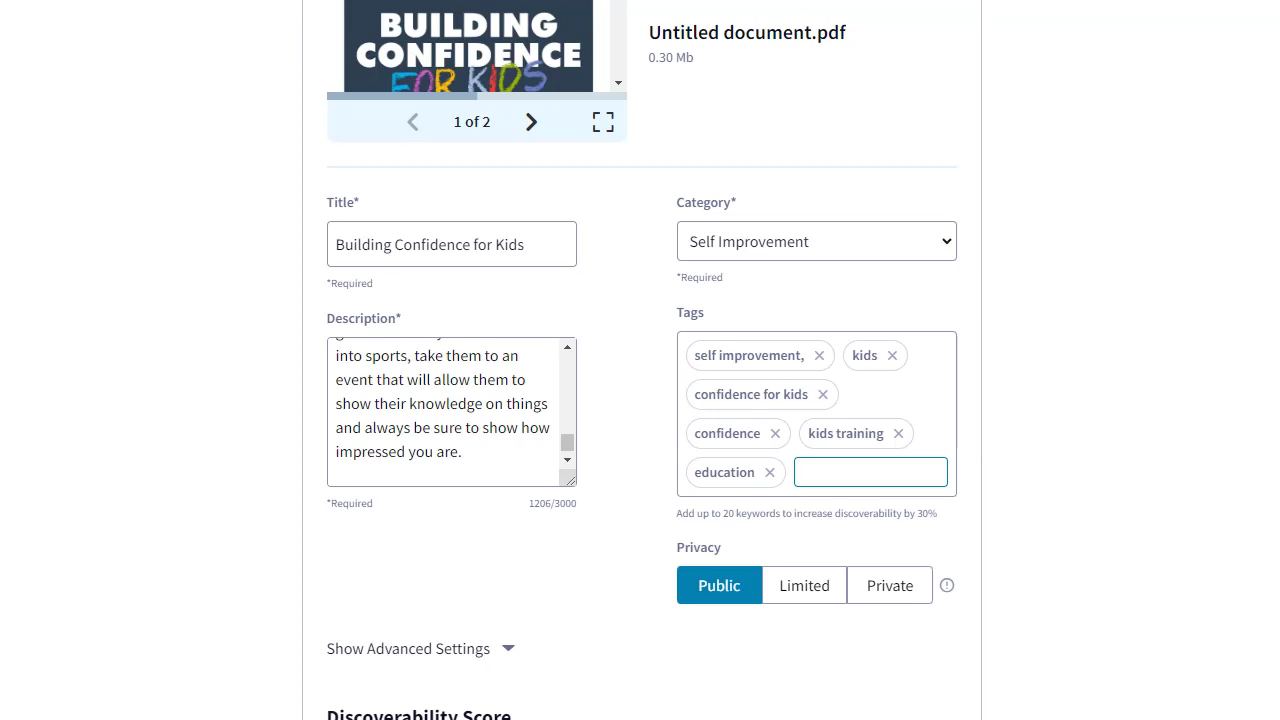 BUILDING
CONFIDENCE
FOR KIDS
Untitled document.pdf
0.30 Mb
1 of 2
Title*
Building Confidence for Kids
*Required
Category*
Self Improvement
*Required
Description*
into sports, take them to an
event that will allow them to
show their knowledge on things
and always be sure to show how
impressed you are.
*Required
1206/3000
Tags
self improvement,
kids
confidence for kids
confidence
kids training
education
Add up to 20 keywords to increase discoverability by 30%
Privacy
Public
Limited
Private
Show Advanced Settings
Discoverability Score